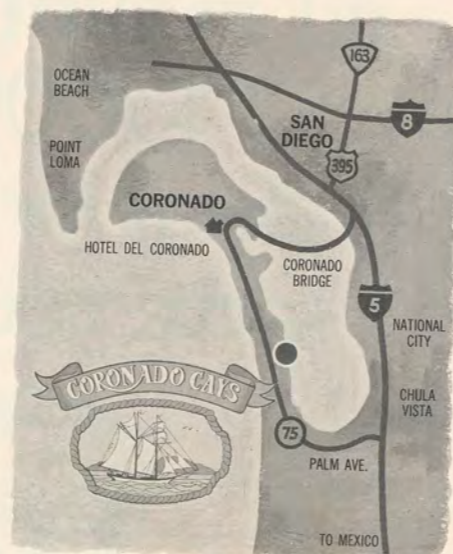 163
OCEAN
BEACH
8
SAN
DIEGO
POINT
LOMA
395
CORONADO
HOTEL DEL CORONADO
CORONADO
BRIDGE
5
NATIONAL
CITY
CORONADO CAYS
CHULA
VISTA
75
PALM AVE.
TO MEXICO